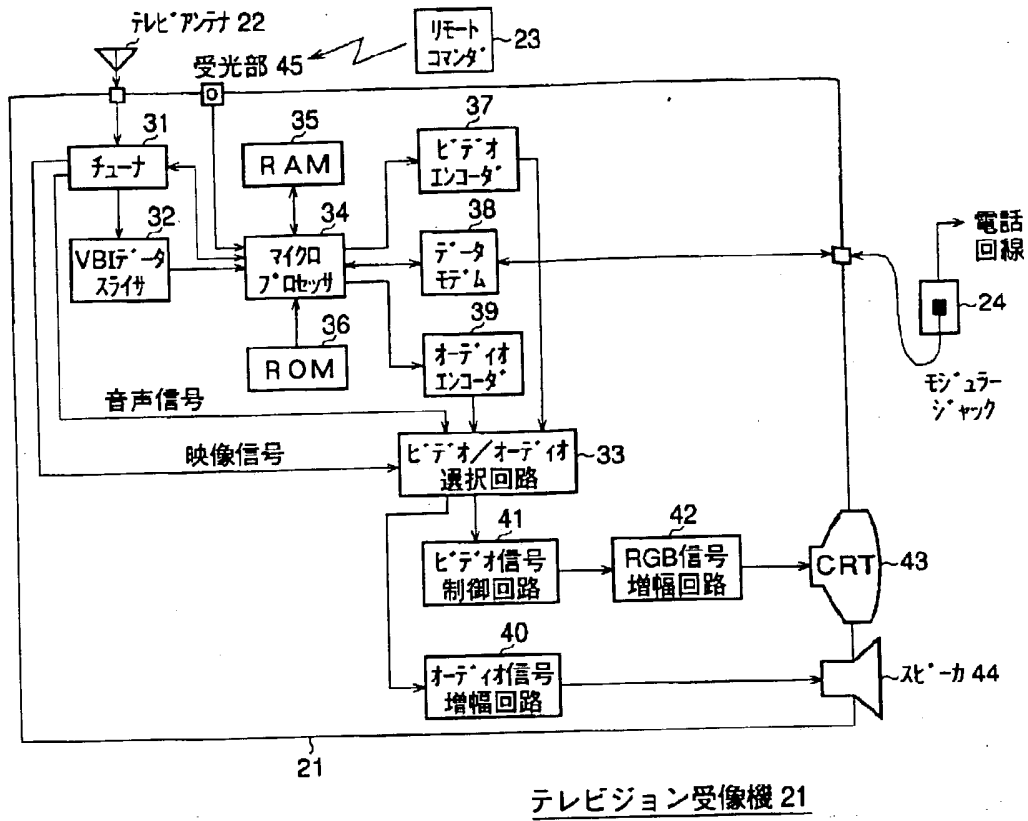 テレビアンテナ 22
リモート
コマンダ
23
受光部 45
31
チューナ
35
RAM
37
ビデオ
エンコーダ
32
VBIデータ
スライサ
34
マイクロ
プロセッサ
38
データ
モデム
電話
回線
24
モジュラー
ジャック
36
ROM
39
オーディオ
エンコーダ
音声信号
映像信号
ビデオ/オーディオ
選択回路
33
41
ビデオ信号
制御回路
42
RGB信号
増幅回路
CRT
43
40
オーディオ信号
増幅回路
スピーカ 44
21
テレビジョン受像機 21